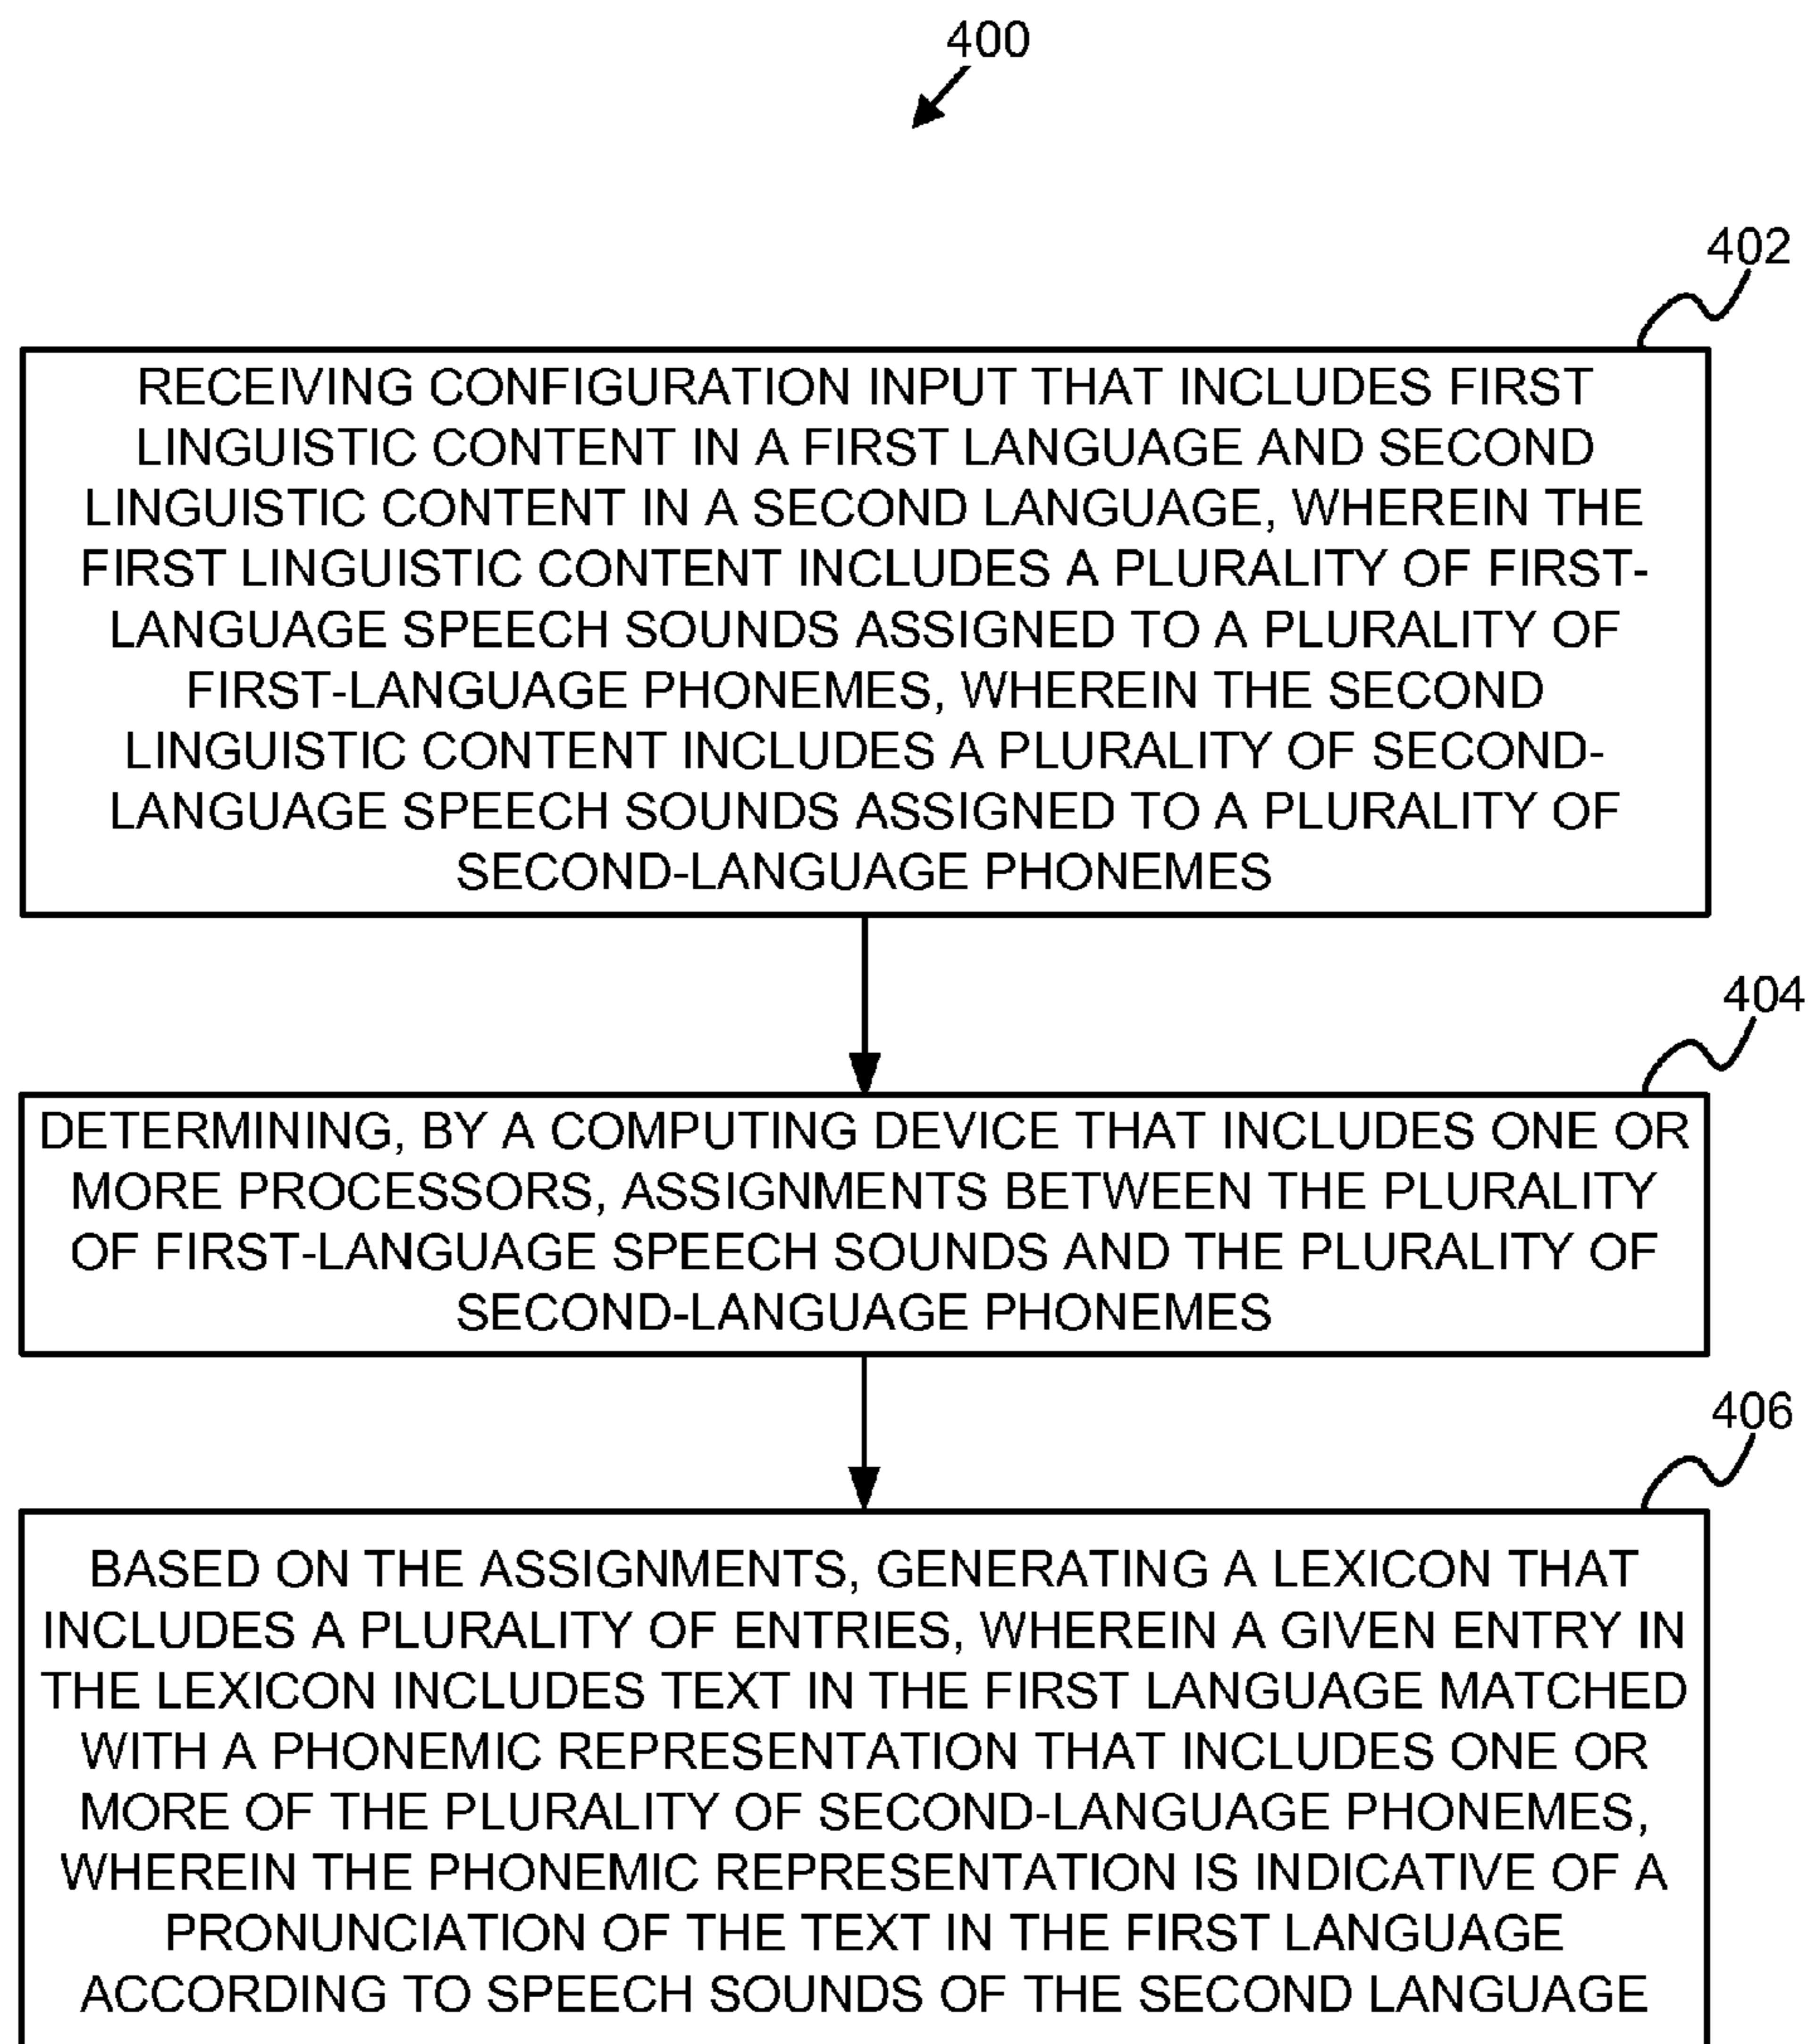 400
402
RECEIVING CONFIGURATION INPUT THAT INCLUDES FIRST
LINGUISTIC CONTENT IN A FIRST LANGUAGE AND SECOND
LINGUISTIC CONTENT IN A SECOND LANGUAGE, WHEREIN THE
FIRST LINGUISTIC CONTENT INCLUDES A PLURALITY OF FIRST-
LANGUAGE SPEECH SOUNDS ASSIGNED TO A PLURALITY OF
FIRST-LANGUAGE PHONEMES, WHEREIN THE SECOND
LINGUISTIC CONTENT INCLUDES A PLURALITY OF SECOND-
LANGUAGE SPEECH SOUNDS ASSIGNED TO A PLURALITY OF
SECOND-LANGUAGE PHONEMES
404
DETERMINING, BY A COMPUTING DEVICE THAT INCLUDES ONE OR
MORE PROCESSORS, ASSIGNMENTS BETWEEN THE PLURALITY
OF FIRST-LANGUAGE SPEECH SOUNDS AND THE PLURALITY OF
SECOND-LANGUAGE PHONEMES
406
BASED ON THE ASSIGNMENTS, GENERATING A LEXICON THAT
INCLUDES A PLURALITY OF ENTRIES, WHEREIN A GIVEN ENTRY IN
THE LEXICON INCLUDES TEXT IN THE FIRST LANGUAGE MATCHED
WITH A PHONEMIC REPRESENTATION THAT INCLUDES ONE OR
MORE OF THE PLURALITY OF SECOND-LANGUAGE PHONEMES,
WHEREIN THE PHONEMIC REPRESENTATION IS INDICATIVE OF A
PRONUNCIATION OF THE TEXT IN THE FIRST LANGUAGE
ACCORDING TO SPEECH SOUNDS OF THE SECOND LANGUAGE